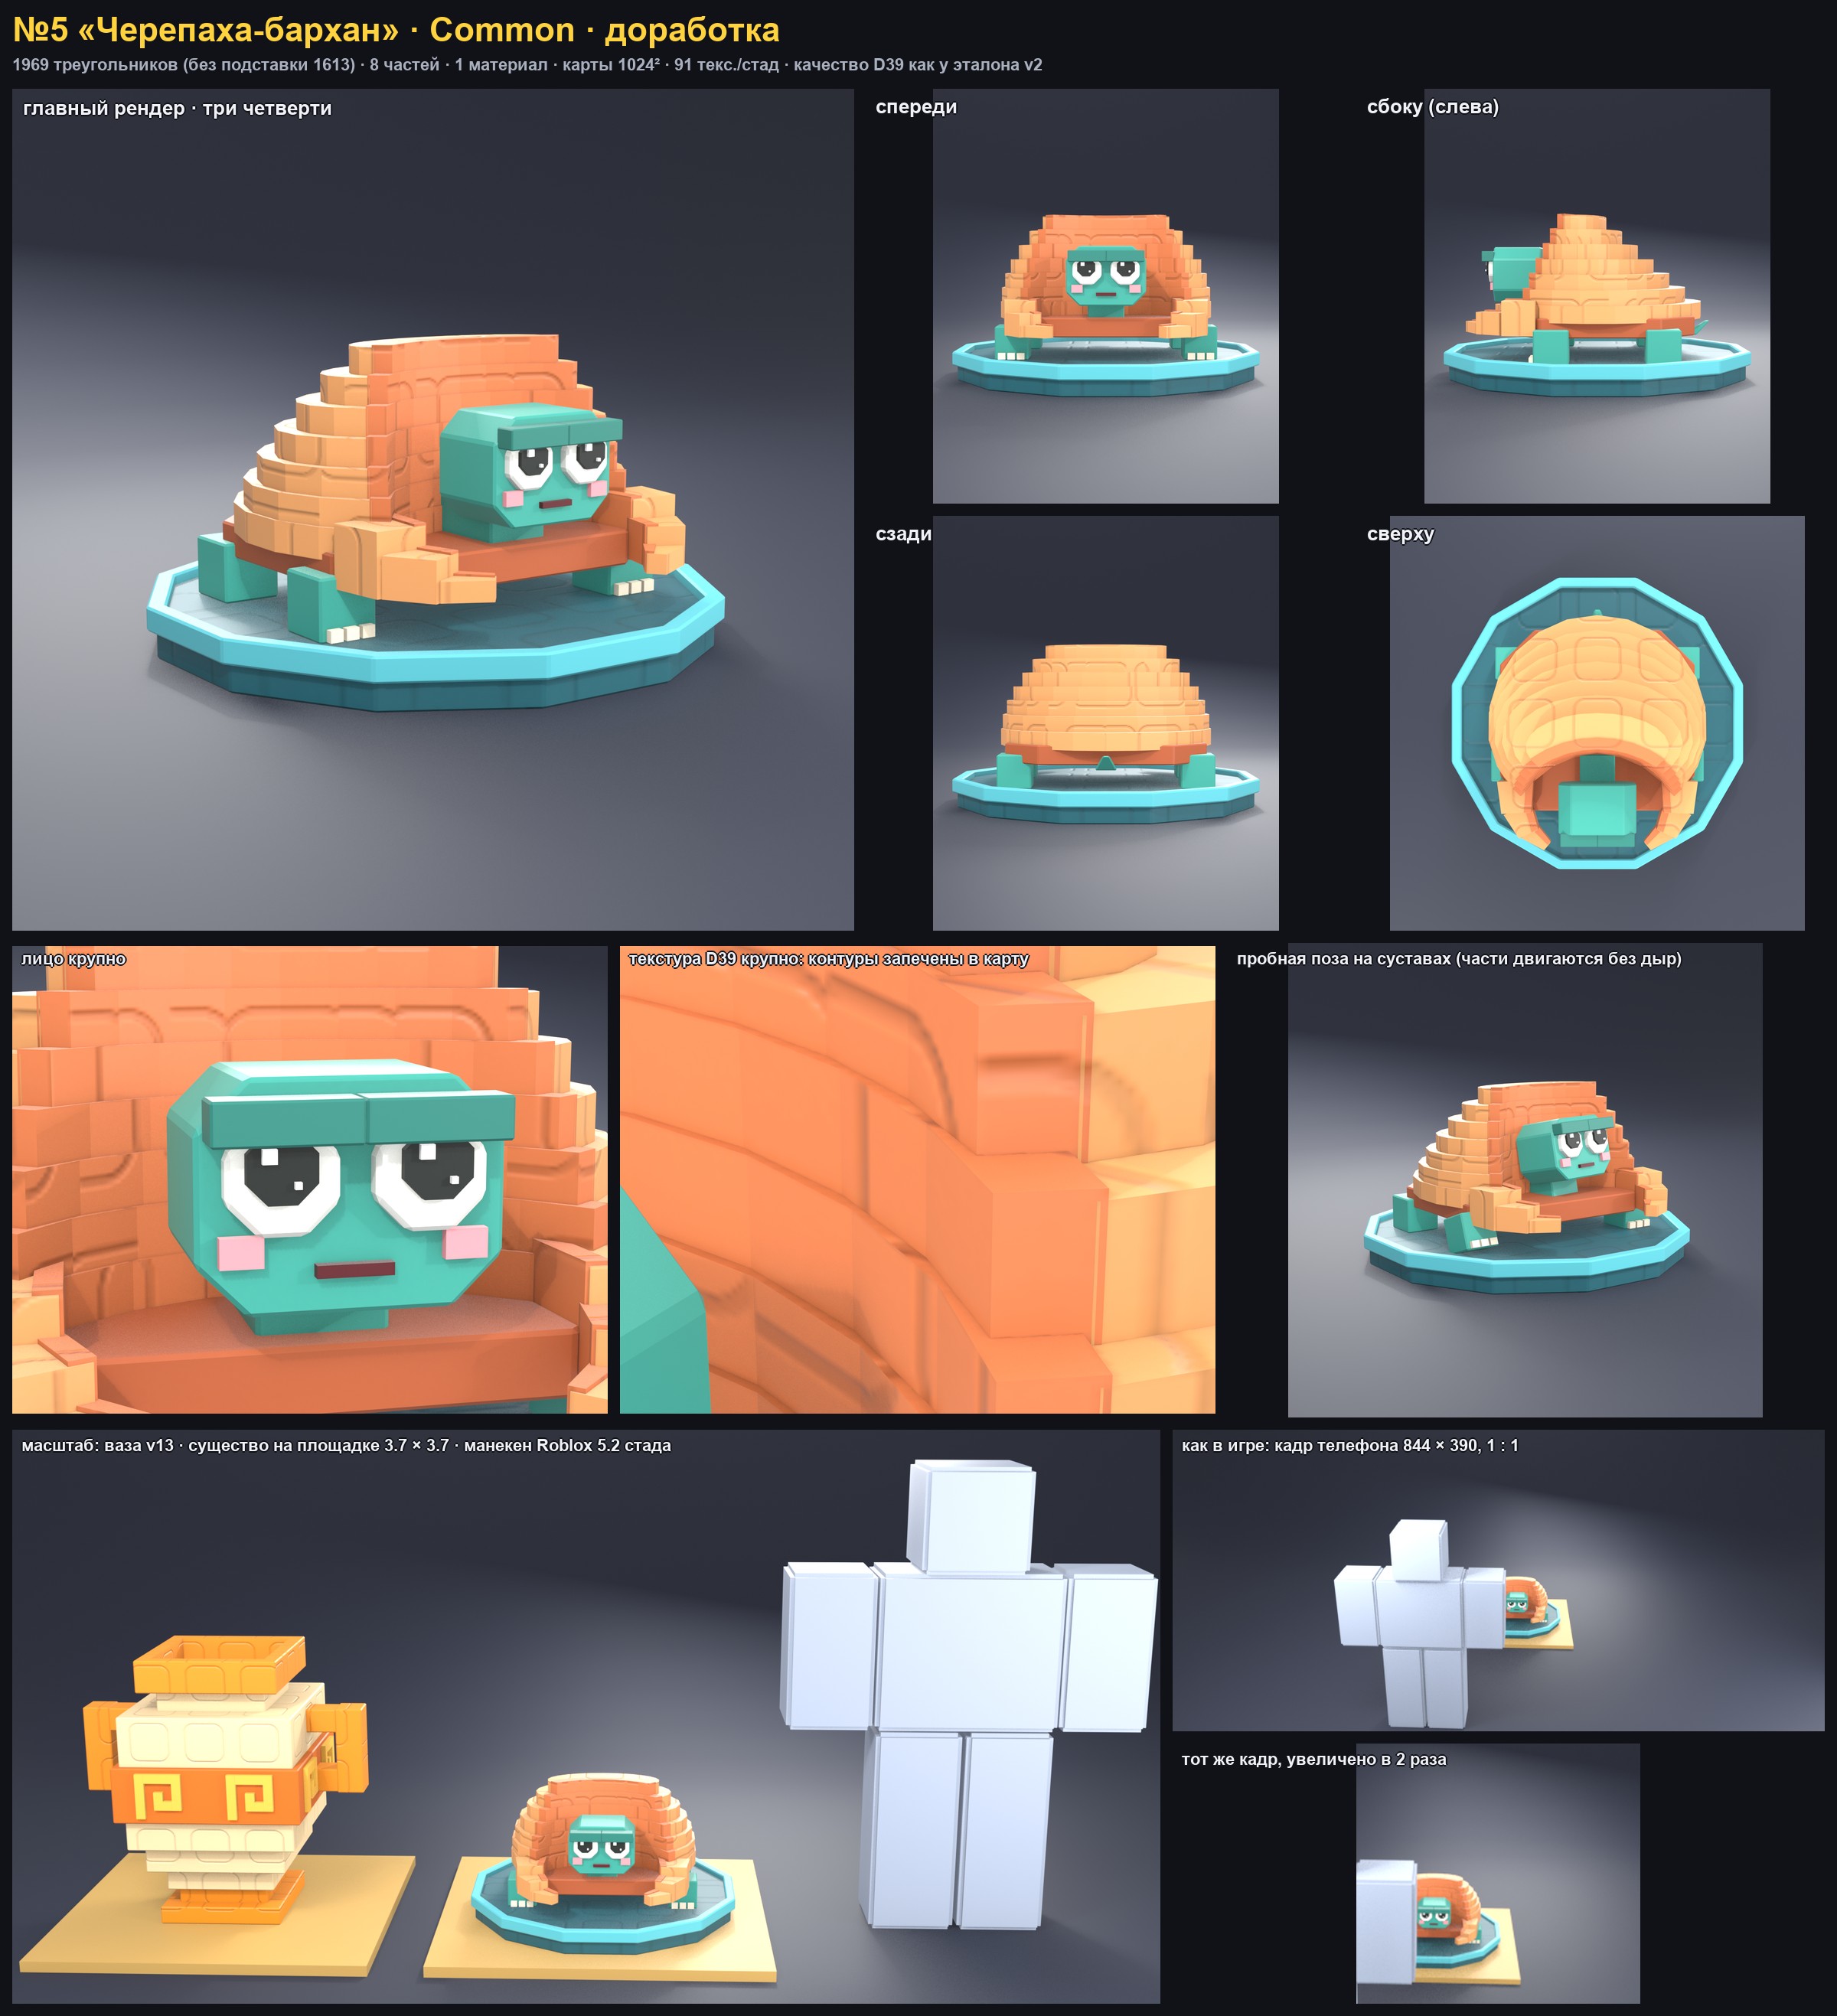 №5 «Черепаха-бархан» · Common · доработка
1969 треугольников (без подставки 1613) · 8 частей · 1 материал · карты 1024² · 91 текс./стад · качество D39 как у эталона v2
главный рендер · три четверти
спереди
сбоку (слева)
сзади
сверху
лицо крупно
текстура D39 крупно: контуры запечены в карту
пробная поза на суставах (части двигаются без дыр)
масштаб: ваза v13 · существо на площадке 3.7 × 3.7 · манекен Roblox 5.2 стада
как в игре: кадр телефона 844 × 390, 1 : 1
тот же кадр, увеличено в 2 раза